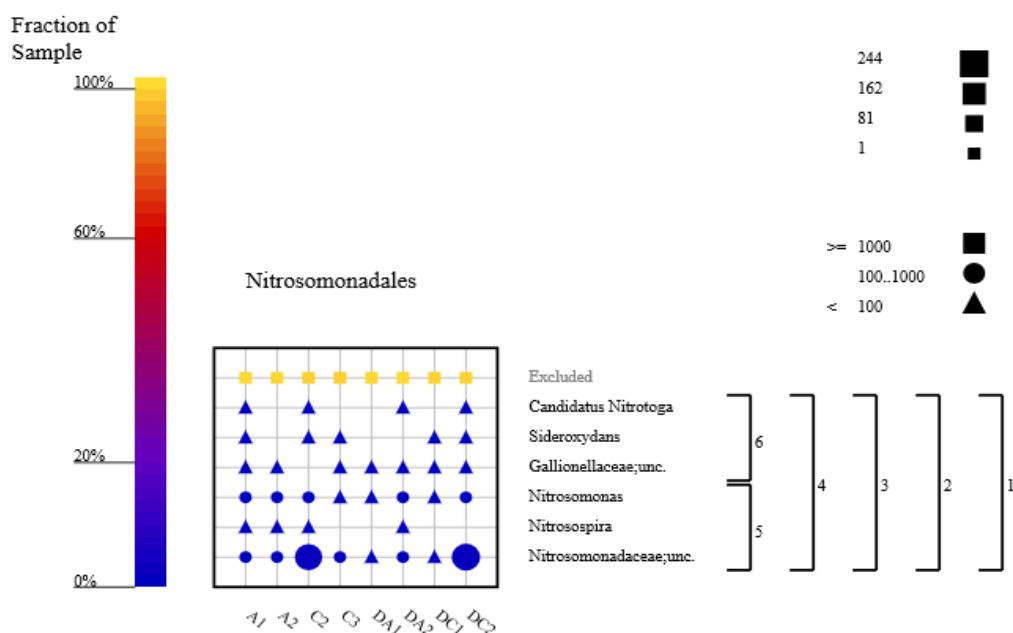 Fraction of
Sample
100%
60%
20%
0%
244
162
81
1
>= 1000
100..1000
< 100
Nitrosomonadales
Excluded
Candidatus Nitrotoga
Sideroxydans
Gallionellaceae;unc.
Nitrosomonas
Nitrosospira
Nitrosomonadaceae;unc.
6
5
4
3
2
1
A1
A2
C2
C3
DA1
DA2
DC1
DC2